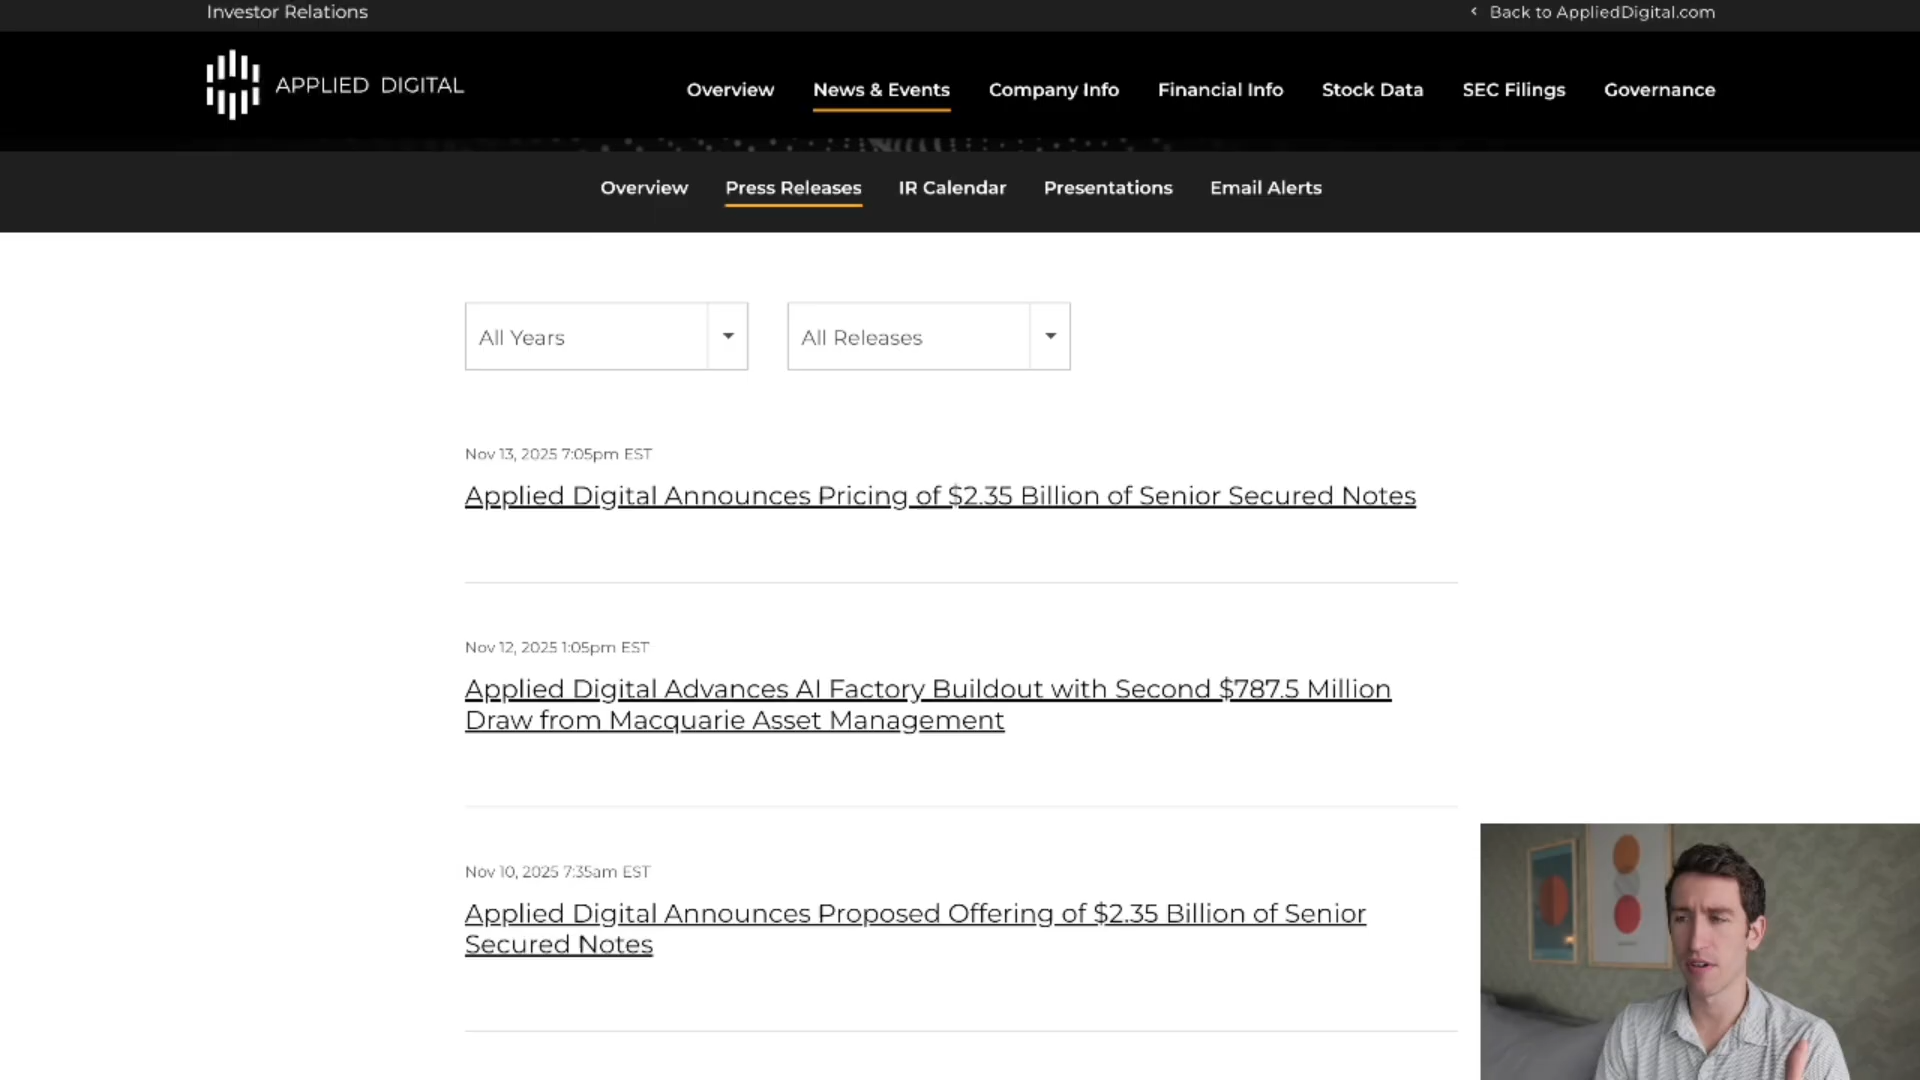 Investor Relations
Back to AppliedDigital.com
APPLIED DIGITAL
Overview
News & Events
Company Info
Financial Info
Stock Data
SEC Filings
Governance
Overview
Press Releases
IR Calendar
Presentations
Email Alerts
All Years
All Releases
Nov 13, 2025 7:05pm EST
Applied Digital Announces Pricing of $2.35 Billion of Senior Secured Notes
Nov 12, 2025 1:05pm EST
Applied Digital Advances AI Factory Buildout with Second $787.5 Million
Draw from Macquarie Asset Management
Nov 10, 2025 7:35am EST
Applied Digital Announces Proposed Offering of $2.35 Billion of Senior
Secured Notes